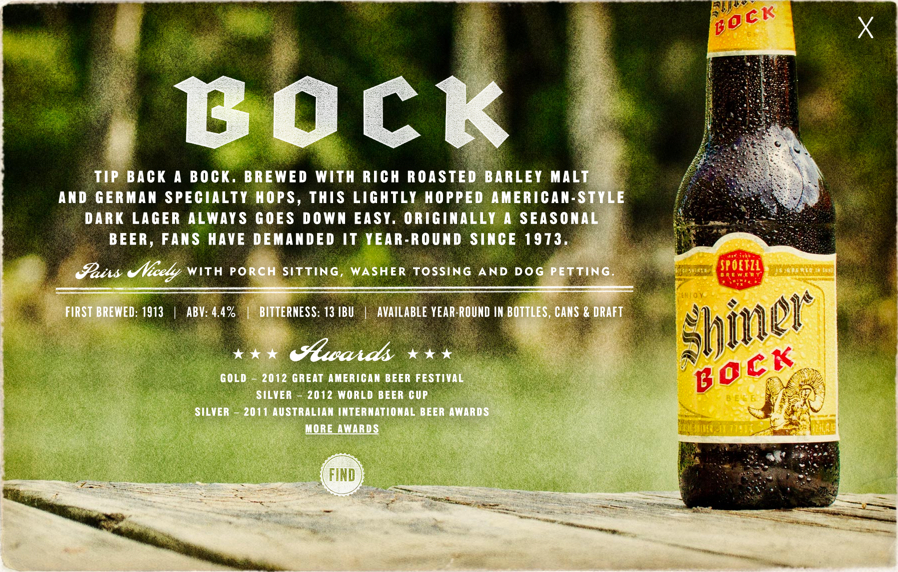 X
BOCK
TIP BACK A BOCK. BREWED WITH RICH ROASTED BARLEY MALT
AND GERMAN SPECIALTY HOPS, THIS LIGHTLY HOPPED AMERICAN-STYLE
DARK LAGER ALWAYS GOES DOWN EASY. ORIGINALLY A SEASONAL
BEER, FANS HAVE DEMANDED IT YEAR-ROUND SINCE 1973.
Pairs Nicely WITH PORCH SITTING, WASHER TOSSING AND DOG PETTING.
FIRST BREWED: 1913 | ABV: 4.4% | BITTERNESS: 13 IBU | AVAILABLE YEAR-ROUND IN BOTTLES, CANS & DRAFT
★★★ Awards ★★★
GOLD – 2012 GREAT AMERICAN BEER FESTIVAL
SILVER – 2012 WORLD BEER CUP
SILVER – 2011 AUSTRALIAN INTERNATIONAL BEER AWARDS
MORE AWARDS
FIND
BOCK
SPOETZL
BREWERY
Shiner
BOCK
BEER